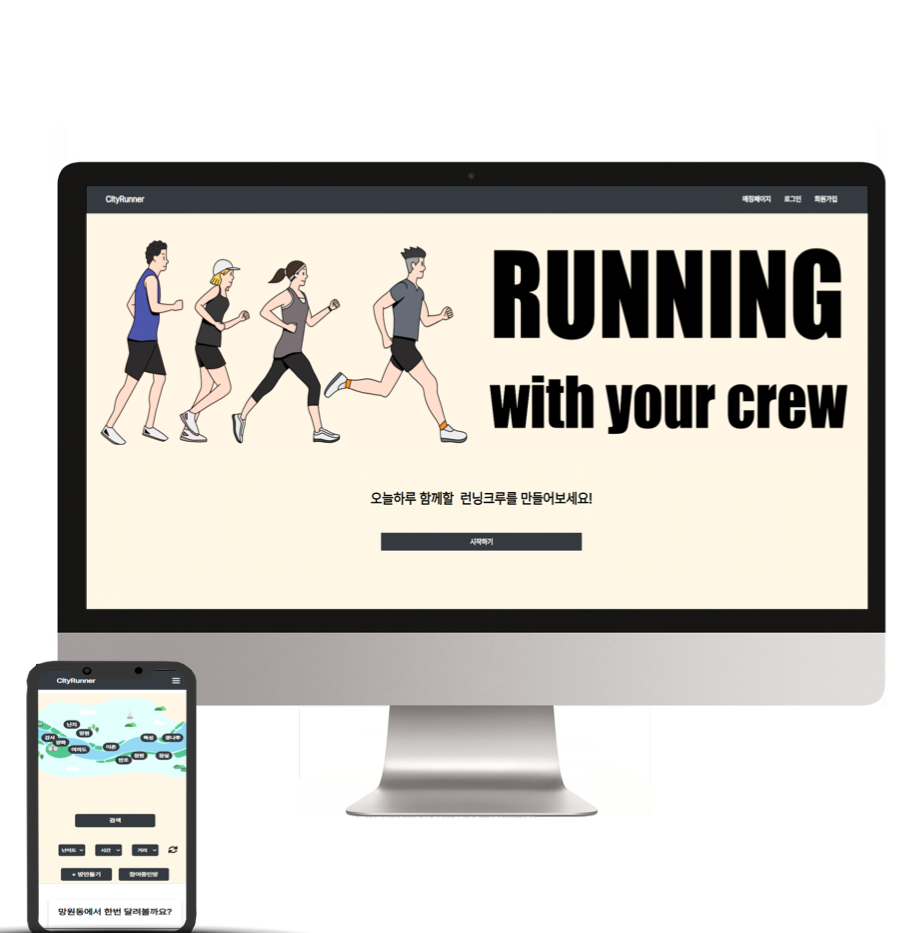 CityRunner
매칭페이지 로그인 회원가입
RUNNING
with your crew
오늘하루 함께할 런닝크루를 만들어보세요!
시작하기
CityRunner
난지
망원
강서
양화
여의도
이촌
반포
잠원
뚝섬
잠실
광나루
검색
난이도 시간 거리
+ 방만들기 참여중인방
망원동에서 한번 달려볼까요?